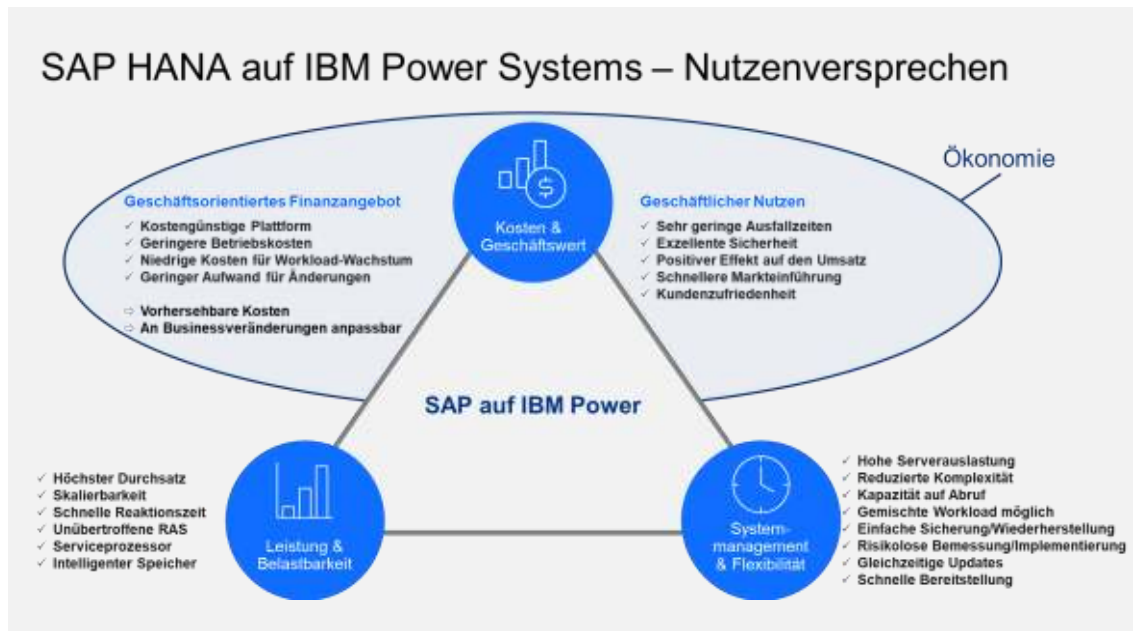 SAP HANA auf IBM Power Systems – Nutzenversprechen
Ökonomie
Kosten &
Geschäftswert
Geschäftsorientiertes Finanzangebot
✓ Kostengünstige Plattform
✓ Geringere Betriebskosten
✓ Niedrige Kosten für Workload-Wachstum
✓ Geringer Aufwand für Änderungen
⇨ Vorhersehbare Kosten
⇨ An Businessveränderungen anpassbar
Geschäftlicher Nutzen
✓ Sehr geringe Ausfallzeiten
✓ Exzellente Sicherheit
✓ Positiver Effekt auf den Umsatz
✓ Schnellere Markteinführung
✓ Kundenzufriedenheit
SAP auf IBM Power
✓ Höchster Durchsatz
✓ Skalierbarkeit
✓ Schnelle Reaktionszeit
✓ Unübertroffene RAS
✓ Serviceprozessor
✓ Intelligenter Speicher
Leistung &
Belastbarkeit
System-
management
& Flexibilität
✓ Hohe Serverauslastung
✓ Reduzierte Komplexität
✓ Kapazität auf Abruf
✓ Gemischte Workload möglich
✓ Einfache Sicherung/Wiederherstellung
✓ Risikolose Bemessung/Implementierung
✓ Gleichzeitige Updates
✓ Schnelle Bereitstellung